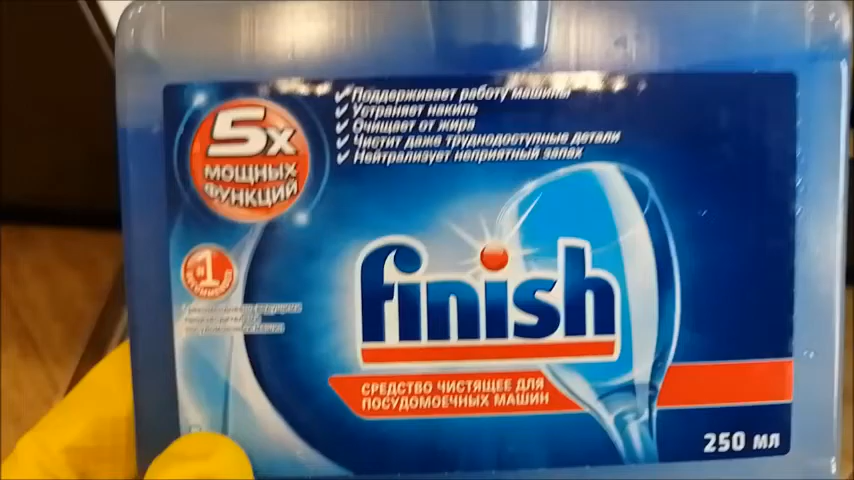 Поддерживает работу машины
Устраняет накипь
Очищает от жира
Чистит даже труднодоступные детали
Нейтрализует неприятный запах
5x
МОЩНЫХ
ФУНКЦИЙ
№1
finish
СРЕДСТВО ЧИСТЯЩЕЕ ДЛЯ
ПОСУДОМОЕЧНЫХ МАШИН
250 мл